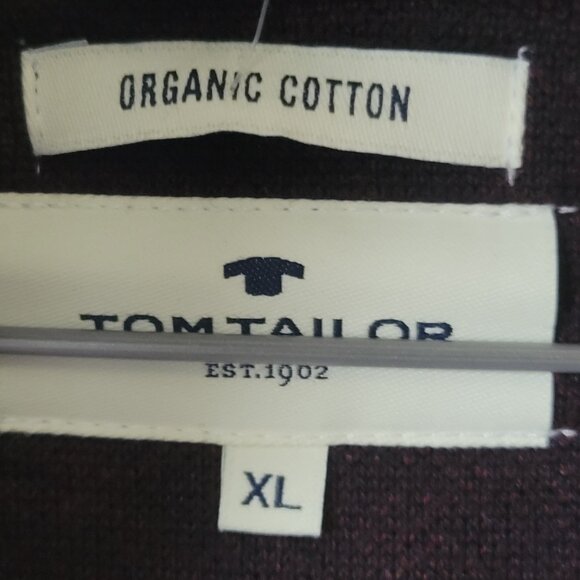 ORGANIC COTTON
TOM TAILOR
EST.1902
XL